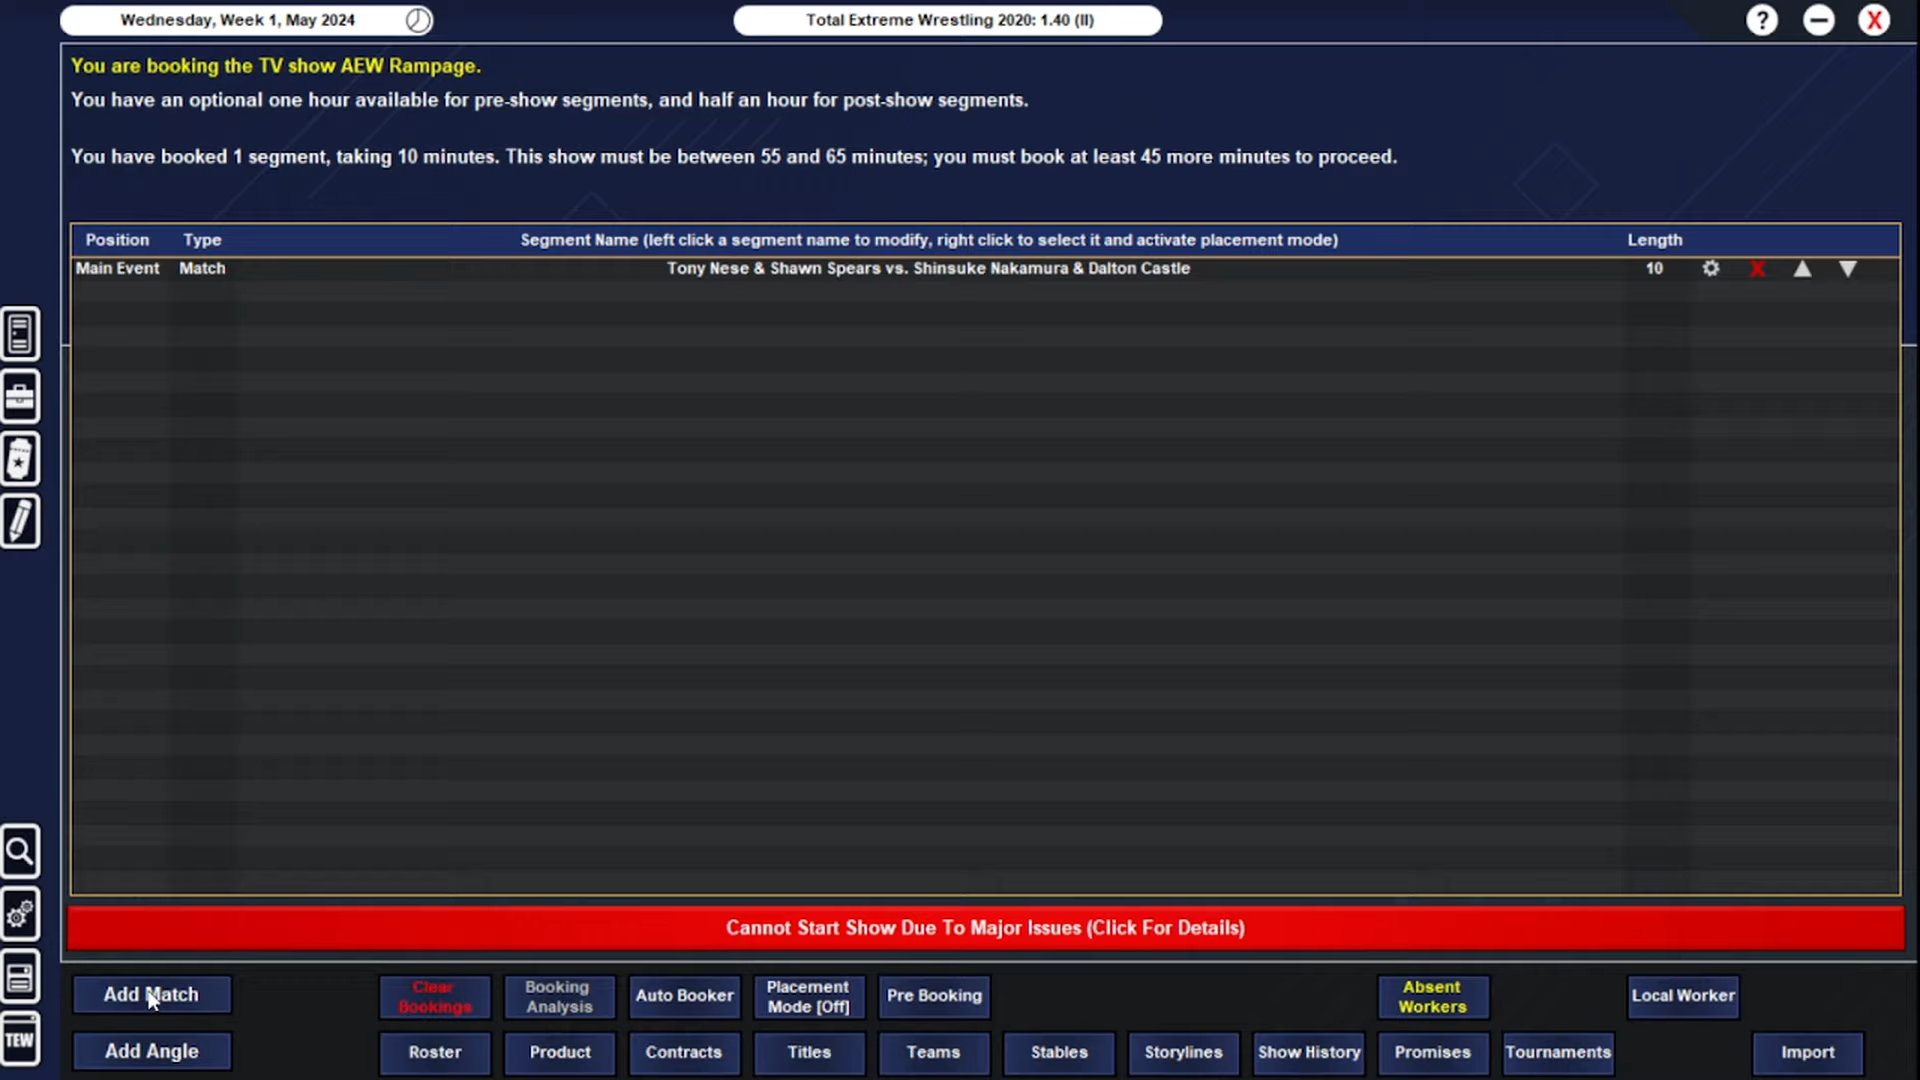 Wednesday, Week 1, May 2024
Total Extreme Wrestling 2020: 1.40 (II)
?
X
You are booking the TV show AEW Rampage.
You have an optional one hour available for pre-show segments, and half an hour for post-show segments.
You have booked 1 segment, taking 10 minutes. This show must be between 55 and 65 minutes; you must book at least 45 more minutes to proceed.
Position Type Segment Name (left click a segment name to modify, right click to select it and activate placement mode) Length
Main Event Match Tony Nese & Shawn Spears vs. Shinsuke Nakamura & Dalton Castle 10 X
Cannot Start Show Due To Major Issues (Click For Details)
Add Match
Clear
Bookings
Booking
Analysis
Auto Booker
Placement
Mode [Off]
Pre Booking
Absent
Workers
Local Worker
TEW
Add Angle
Roster
Product
Contracts
Titles
Teams
Stables
Storylines
Show History
Promises
Tournaments
Import